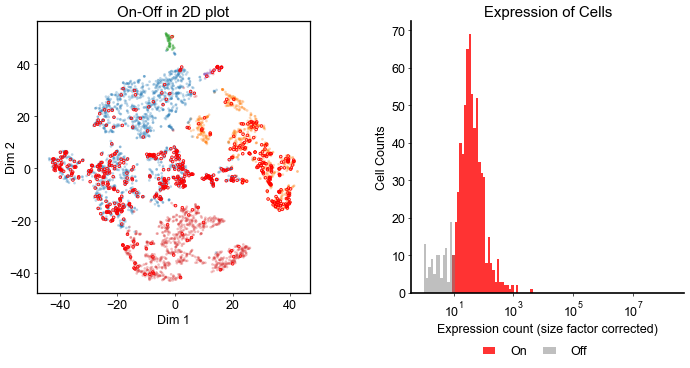 On-Off in 2D plot
40
20
0
−20
−40
Dim 2
−40
−20
0
20
40
Dim 1
Expression of Cells
70
60
50
40
30
20
10
0
Cell Counts
10^1
10^3
10^5
10^7
Expression count (size factor corrected)
On
Off